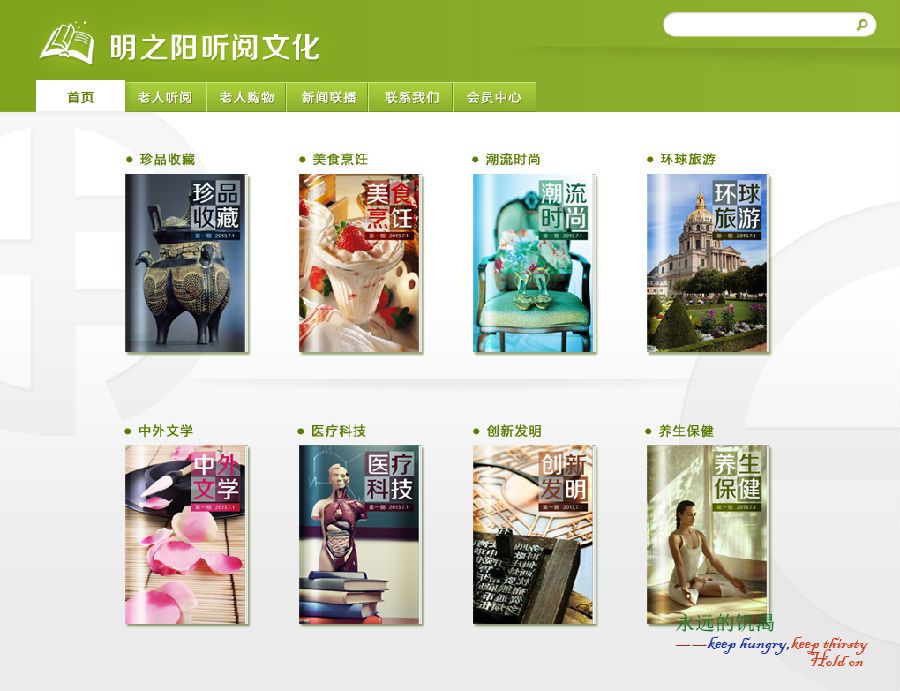 明之阳听阅文化
首页 老人听阅 老人购物 新闻联播 联系我们 会员中心
珍品收藏 美食烹饪 潮流时尚 环球旅游
珍品
收藏
第一期 2013.7.1
美食
烹饪
第一期 2013.7.1
潮流
时尚
第一期 2013.7.1
环球
旅游
第一期 2013.7.1
中外文学 医疗科技 创新发明 养生保健
中外
文学
第一期 2013.7.1
医疗
科技
第一期 2013.7.1
创新
发明
第一期 2013.7.1
养生
保健
第一期 2013.7.1
永远的饥渴
——keep hungry,keep thirsty
Hold on